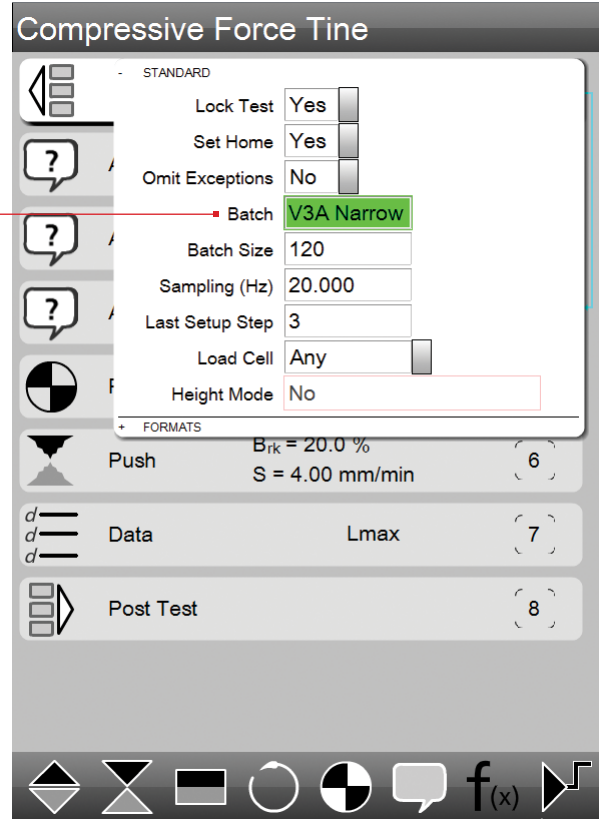 Compressive Force Tine
- STANDARD
Lock Test Yes
Set Home Yes
Omit Exceptions No
Batch V3A Narrow
Batch Size 120
Sampling (Hz) 20.000
Last Setup Step 3
Load Cell Any
Height Mode No
+ FORMATS
?
?
?
Push Brk = 20.0 % 6
S = 4.00 mm/min
d
d
d
Data Lmax 7
Post Test 8
f(x)